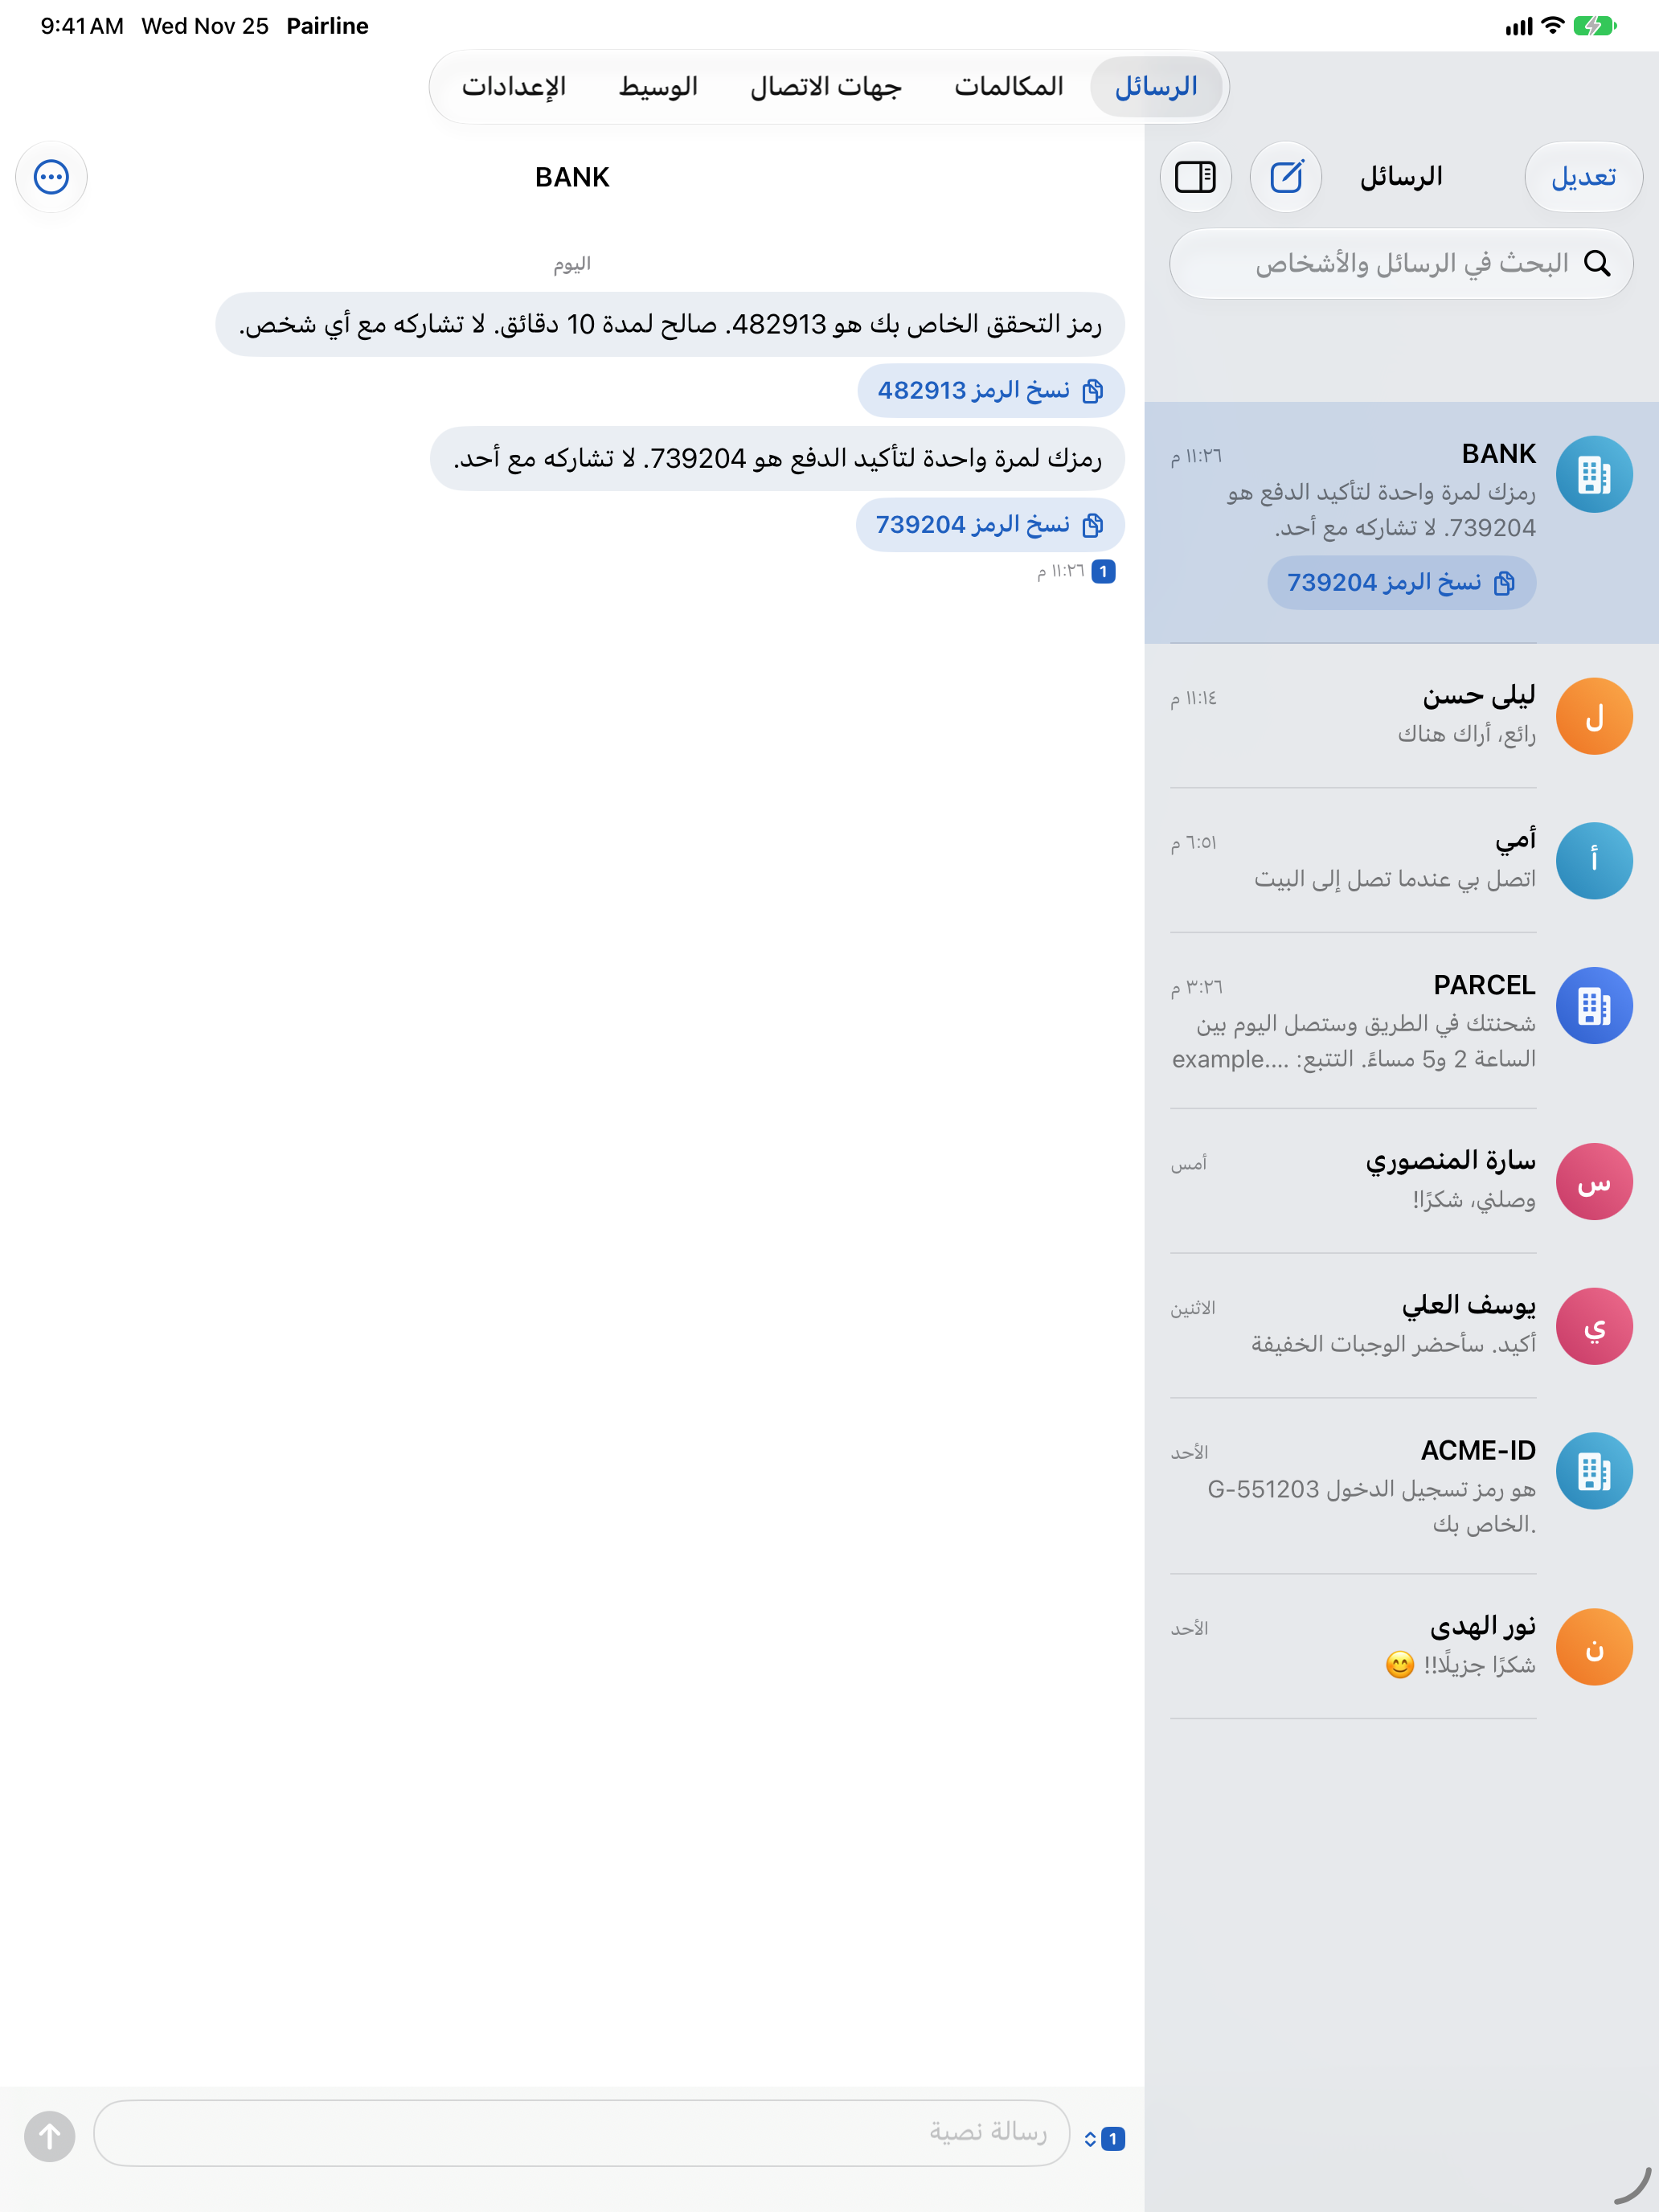 9:41 AM Wed Nov 25 Pairline
الرسائل المكالمات جهات الاتصال الوسيط الإعدادات
تعديل
الرسائل
البحث في الرسائل والأشخاص
BANK
١١:٢٦ م
رمزك لمرة واحدة لتأكيد الدفع هو
739204. لا تشاركه مع أحد.
نسخ الرمز 739204
ليلى حسن
١١:١٤ م
رائع، أراك هناك
أمي
٦:٥١ م
اتصل بي عندما تصل إلى البيت
PARCEL
٣:٢٦ م
شحنتك في الطريق وستصل اليوم بين
الساعة 2 و5 مساءً. التتبع: example....
سارة المنصوري
أمس
وصلني، شكرًا!
يوسف العلي
الاثنين
أكيد. سأحضر الوجبات الخفيفة
ACME-ID
الأحد
G-551203 هو رمز تسجيل الدخول
الخاص بك.
نور الهدى
الأحد
شكرًا جزيلًا!! 😊
ل
أ
س
ي
ن
BANK
اليوم
رمز التحقق الخاص بك هو 482913. صالح لمدة 10 دقائق. لا تشاركه مع أي شخص.
نسخ الرمز 482913
رمزك لمرة واحدة لتأكيد الدفع هو 739204. لا تشاركه مع أحد.
نسخ الرمز 739204
1 ١١:٢٦ م
1
رسالة نصية